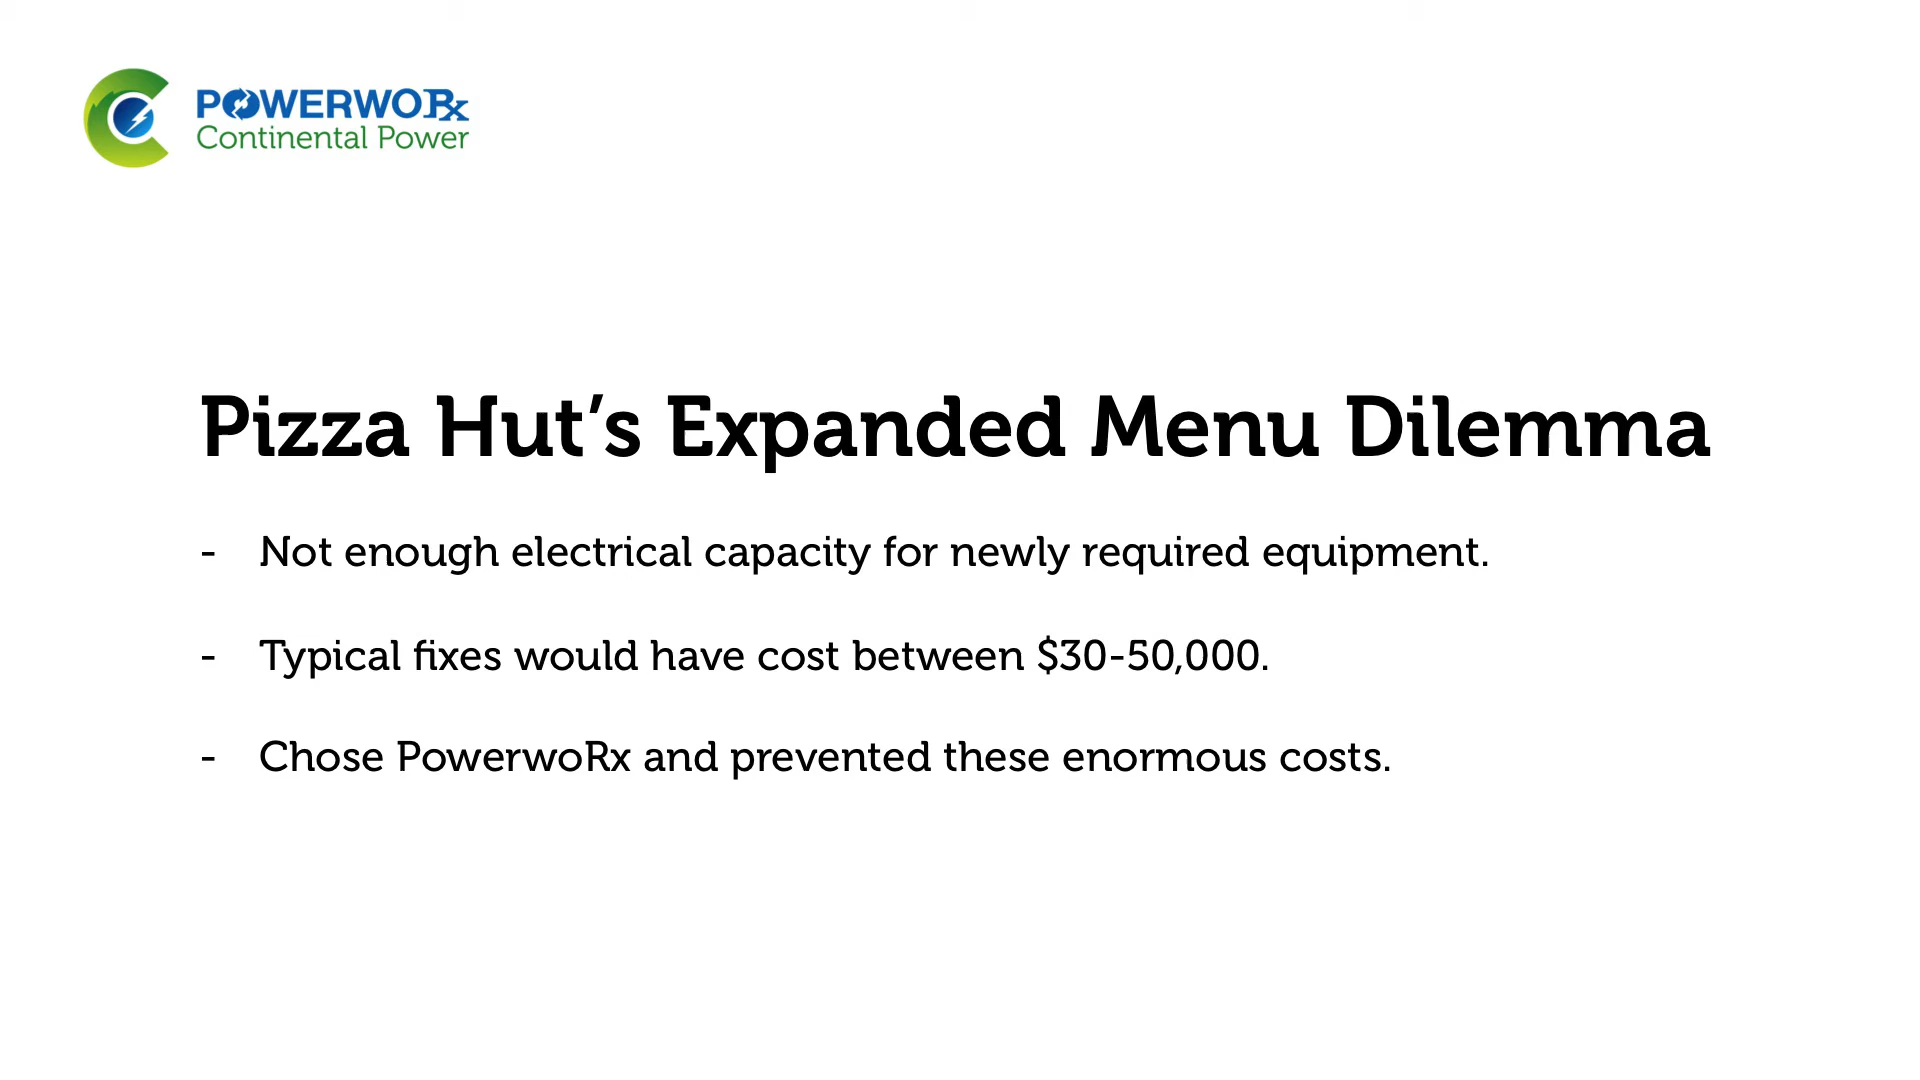 POWERWORx
Continental Power
Pizza Hut’s Expanded Menu Dilemma
- Not enough electrical capacity for newly required equipment.
- Typical fixes would have cost between $30-50,000.
- Chose PowerwoRx and prevented these enormous costs.